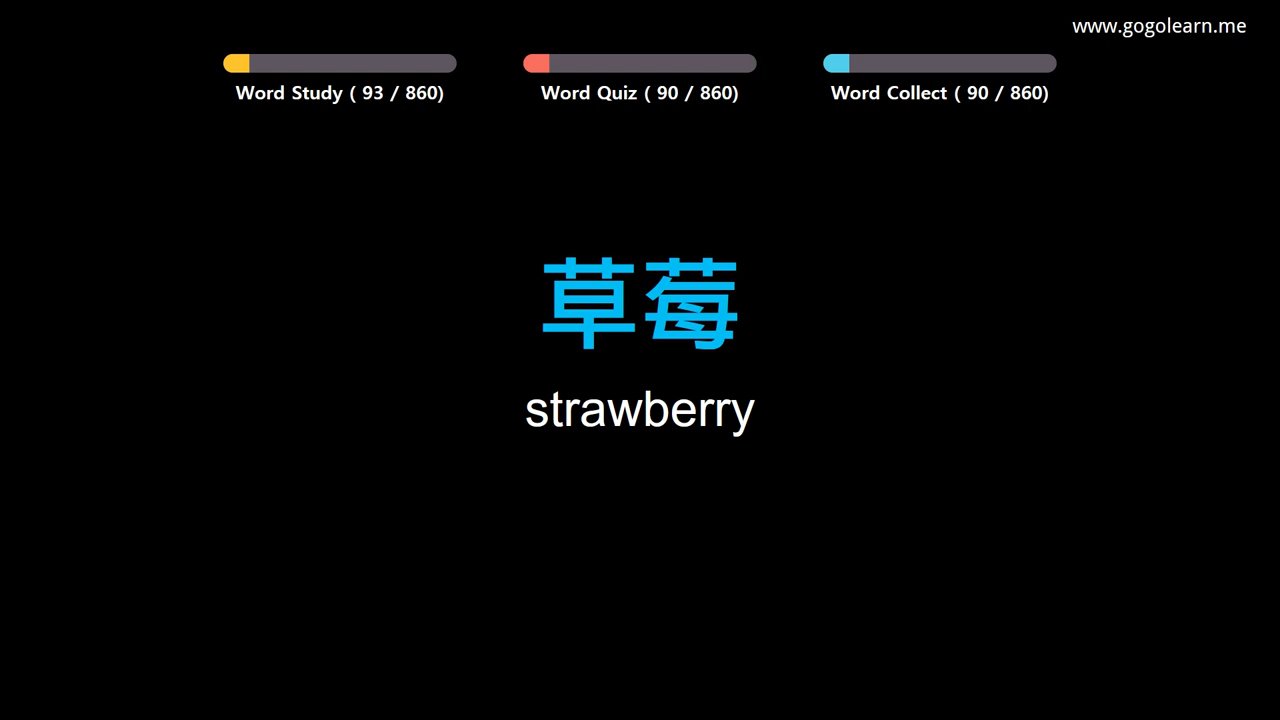 www.gogolearn.me
Word Study ( 93 / 860)
Word Quiz ( 90 / 860)
Word Collect ( 90 / 860)
草莓
strawberry